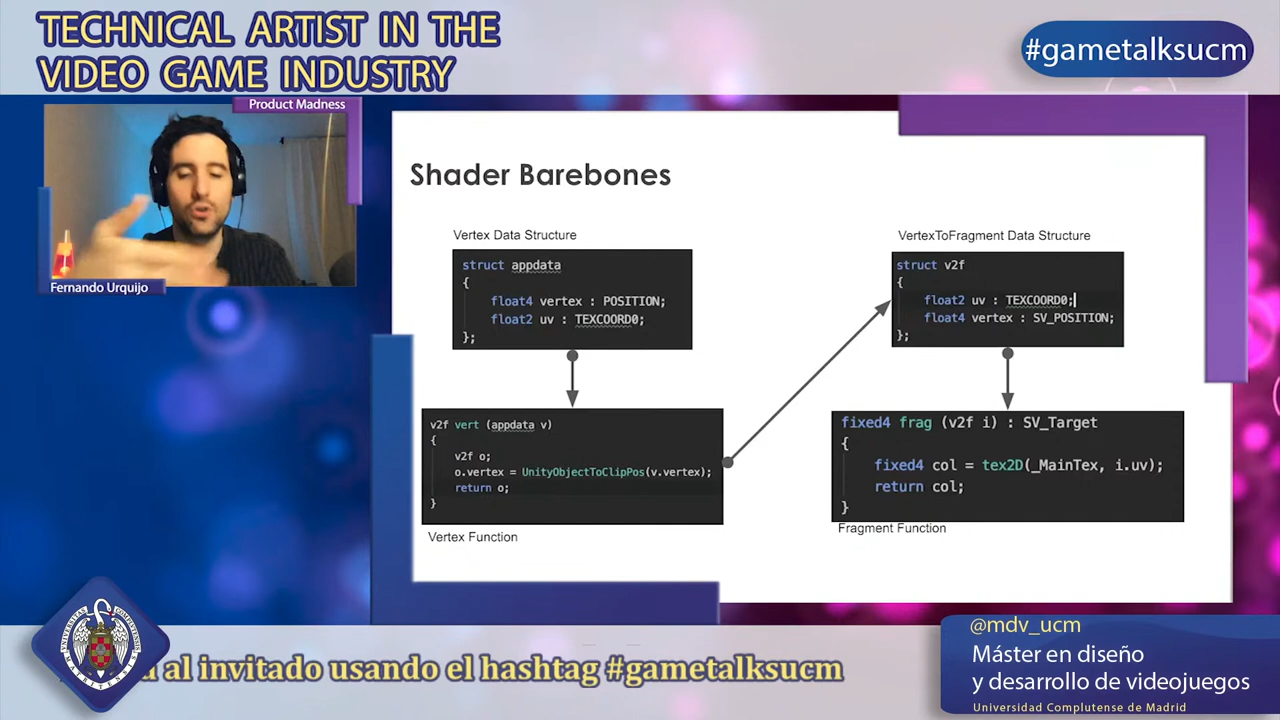 TECHNICAL ARTIST IN THE
VIDEO GAME INDUSTRY
#gametalksucm
Product Madness
Fernando Urquijo
Shader Barebones
Vertex Data Structure
struct appdata
{
float4 vertex : POSITION;
float2 uv : TEXCOORD0;
};
v2f vert (appdata v)
{
v2f o;
o.vertex = UnityObjectToClipPos(v.vertex);
return o;
}
Vertex Function
VertexToFragment Data Structure
struct v2f
{
float2 uv : TEXCOORD0;
float4 vertex : SV_POSITION;
};
fixed4 frag (v2f i) : SV_Target
{
fixed4 col = tex2D(_MainTex, i.uv);
return col;
}
Fragment Function
al invitado usando el hashtag #gametalksucm
@mdv_ucm
Máster en diseño
y desarrollo de videojuegos
Universidad Complutense de Madrid